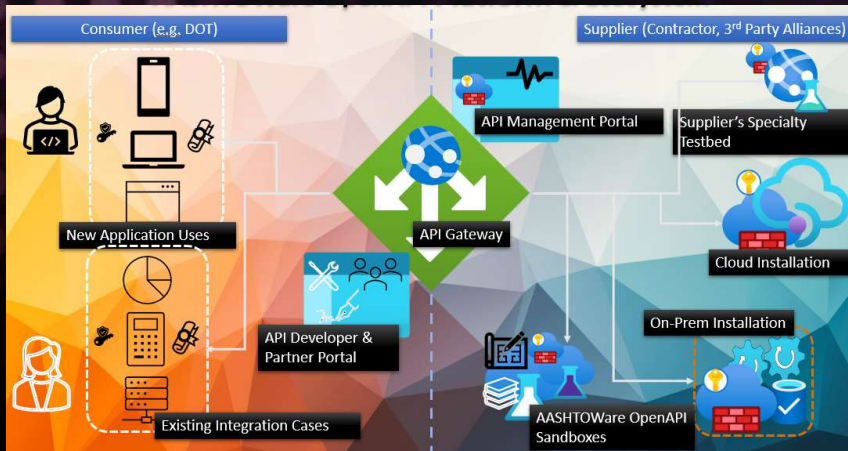 Consumer (e.g. DOT)
Supplier (Contractor, 3rd Party Alliances)
</>
API Management Portal
Supplier's Specialty
Testbed
New Application Uses
API Gateway
Cloud Installation
API Developer &
Partner Portal
On-Prem Installation
Existing Integration Cases
AASHTOWare OpenAPI
Sandboxes